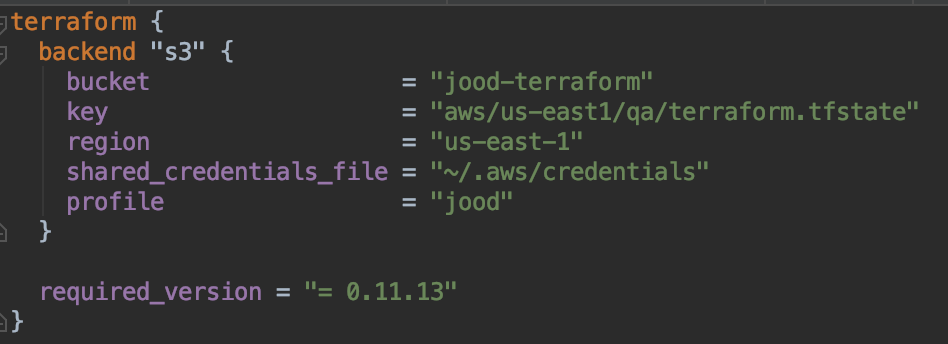 terraform {
  backend "s3" {
    bucket                  = "jood-terraform"
    key                     = "aws/us-east1/qa/terraform.tfstate"
    region                  = "us-east-1"
    shared_credentials_file = "~/.aws/credentials"
    profile                 = "jood"
  }

  required_version = "= 0.11.13"
}